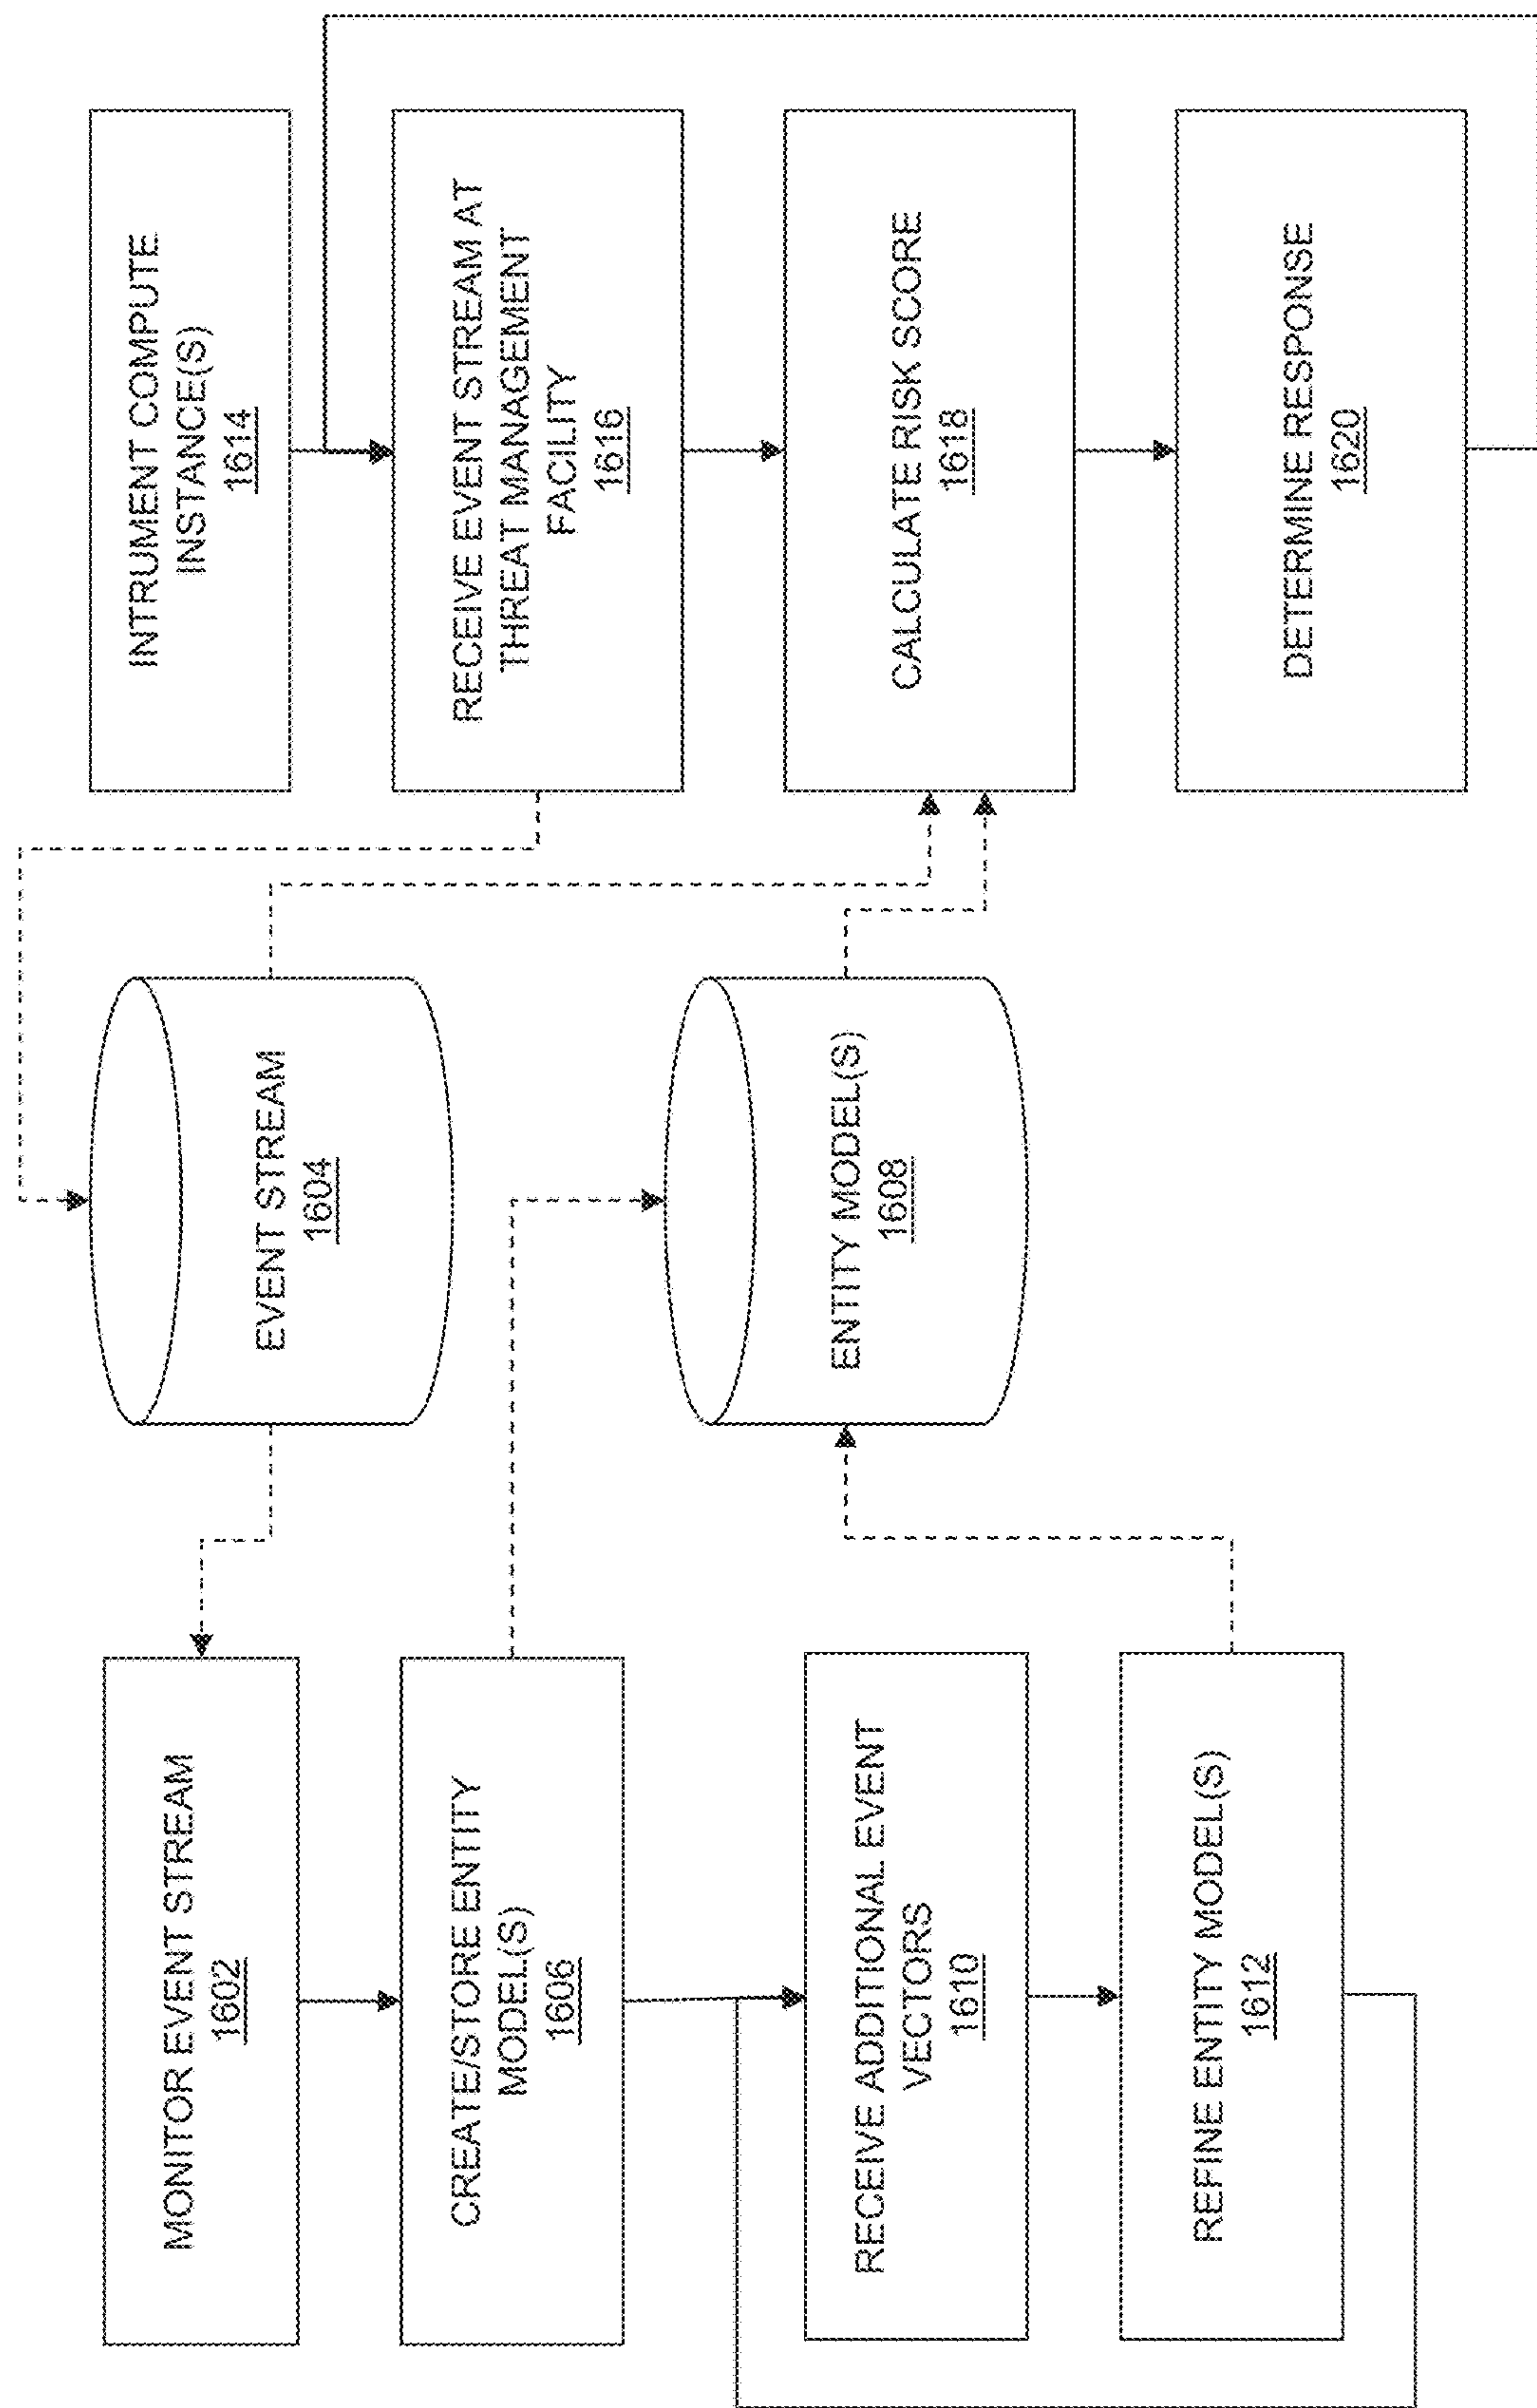 MONITOR EVENT STREAM
1602
CREATE/STORE ENTITY
MODEL(S)
1606
RECEIVE ADDITIONAL EVENT
VECTORS
1610
REFINE ENTITY MODEL(S)
1612
EVENT STREAM
1604
ENTITY MODEL(S)
1608
INTRUMENT COMPUTE
INSTANCE(S)
1614
RECEIVE EVENT STREAM AT
THREAT MANAGEMENT
FACILITY
1616
CALCULATE RISK SCORE
1618
DETERMINE RESPONSE
1620